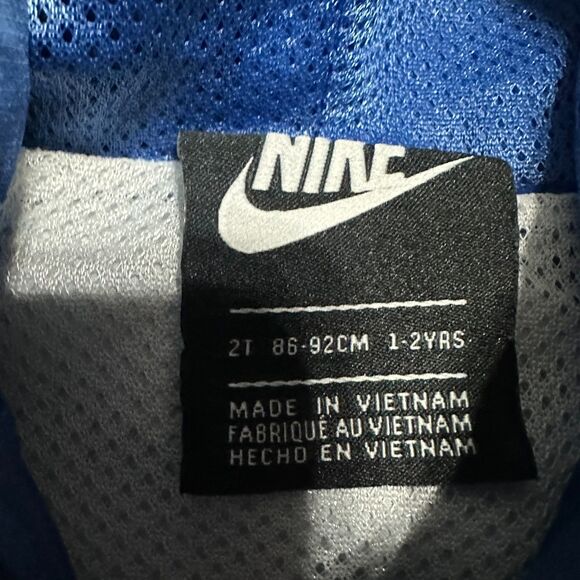 NIKE
2T 86-92CM 1-2YRS
MADE IN VIETNAM
FABRIQUÉ AU VIETNAM
HECHO EN VIETNAM